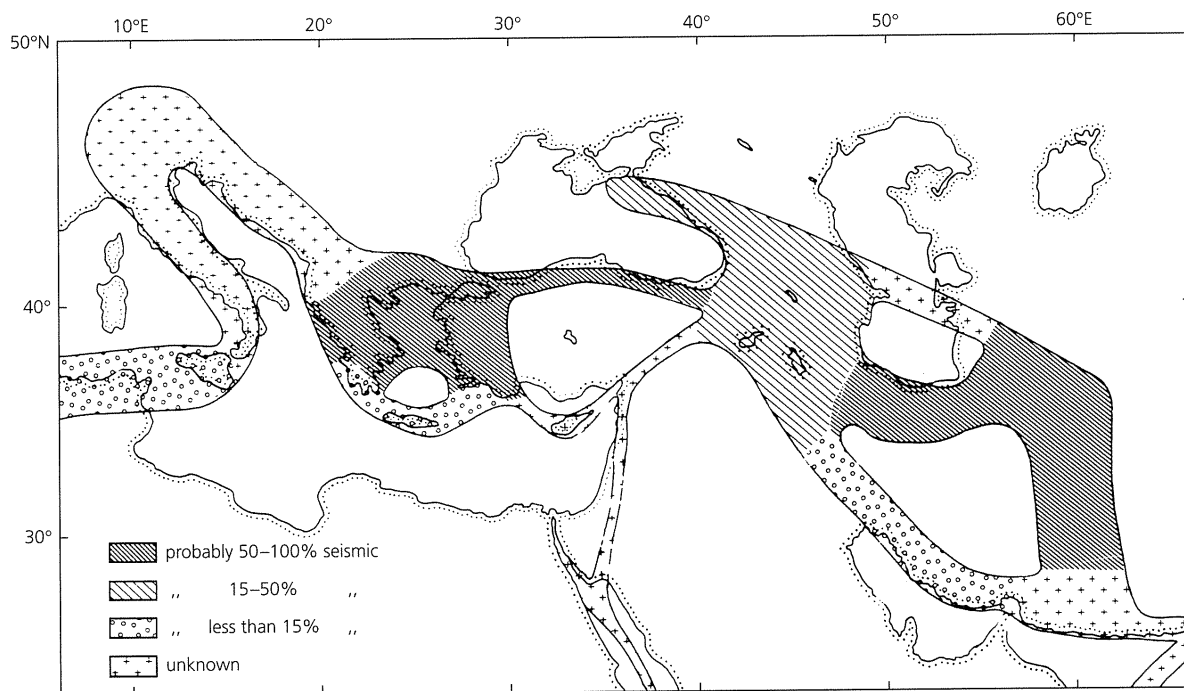 10°E 20° 30° 40° 50° 60°E
50°N
40°
30°
probably 50–100% seismic
,, 15–50% ,,
,, less than 15% ,,
unknown